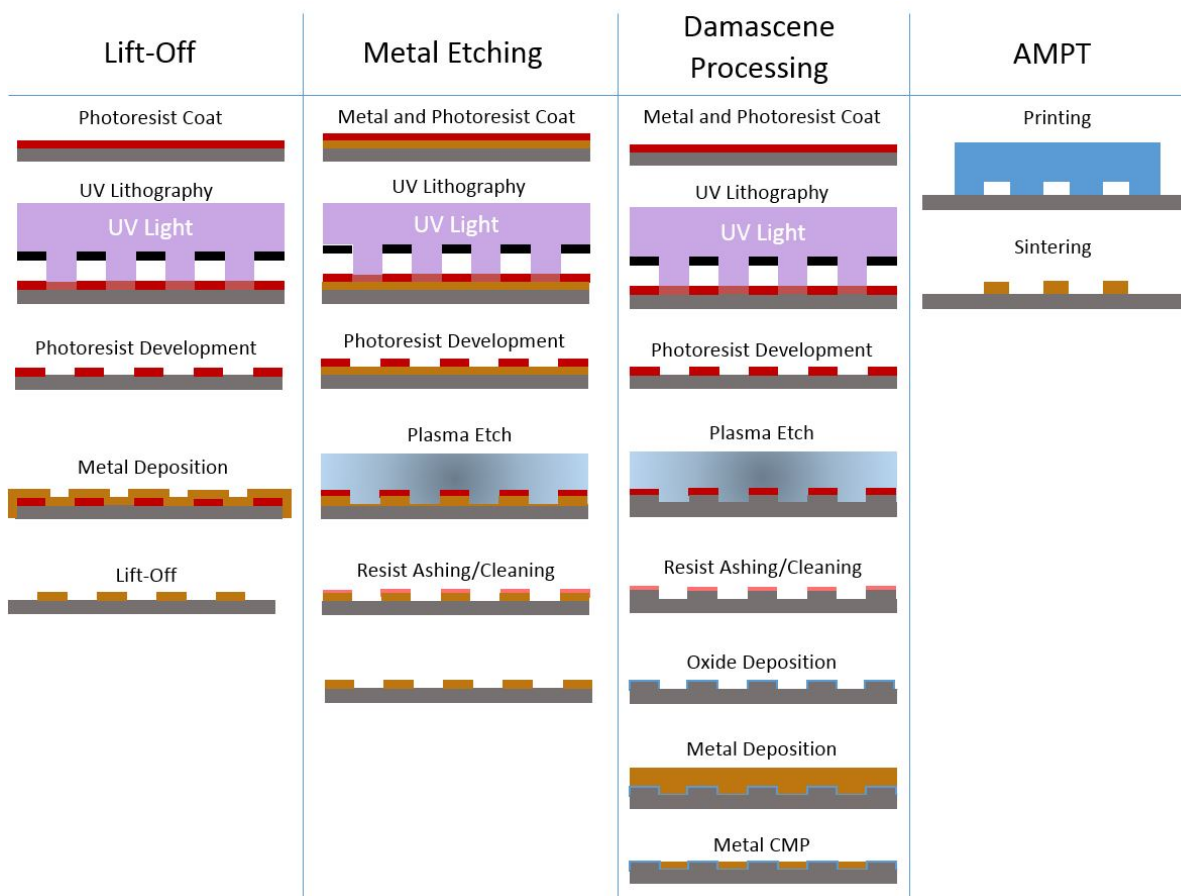 Lift-Off
Photoresist Coat
UV Lithography
UV Light
Photoresist Development
Metal Deposition
Lift-Off
Metal Etching
Metal and Photoresist Coat
UV Lithography
UV Light
Photoresist Development
Plasma Etch
Resist Ashing/Cleaning
Damascene
Processing
Metal and Photoresist Coat
UV Lithography
UV Light
Photoresist Development
Plasma Etch
Resist Ashing/Cleaning
Oxide Deposition
Metal Deposition
Metal CMP
AMPT
Printing
Sintering